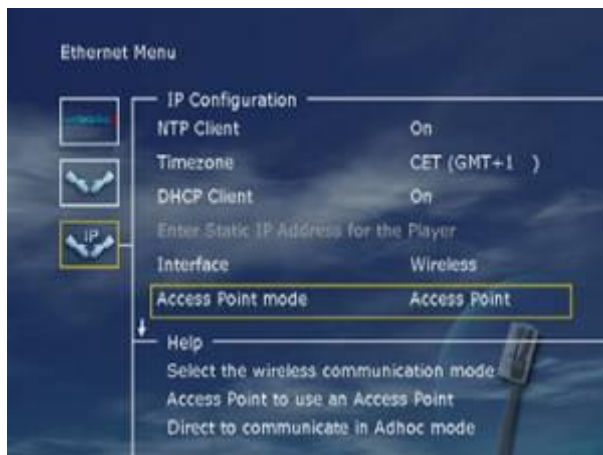 Ethernet Menu
IP Configuration
NTP Client On
Timezone CET (GMT+1 )
DHCP Client On
IP
Enter Static IP Address for the Player
Interface Wireless
Access Point mode Access Point
Help
Select the wireless communication mode
Access Point to use an Access Point
Direct to communicate in Adhoc mode